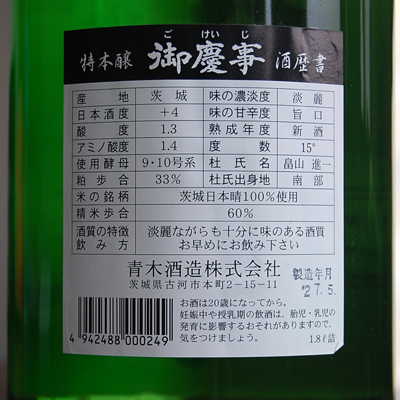 ごけいじ
特本醸 御慶事 酒歴書
産地 茨城 味の濃淡度 淡麗
日本酒度 +4 味の甘辛度 旨口
酸度 1.3 熟成年度 新酒
アミノ酸度 1.4 度数 15°
使用酵母 9・10号系 杜氏名 畠山 進一
粕歩合 33% 杜氏出身地 南部
米の銘柄 茨城日本晴100%使用
精米歩合 60%
酒質の特徴 淡麗ながらも十分に味のある酒質
飲み方 お早めにお飲み下さい
青木酒造株式会社
茨城県古河市本町2-15-11
製造年月
27.5
お酒は20歳になってから。
妊娠中や授乳期の飲酒は、胎児・乳児の
発育に影響するおそれがありますので、
気をつけましょう。
1.8ℓ詰
4 942488 000249